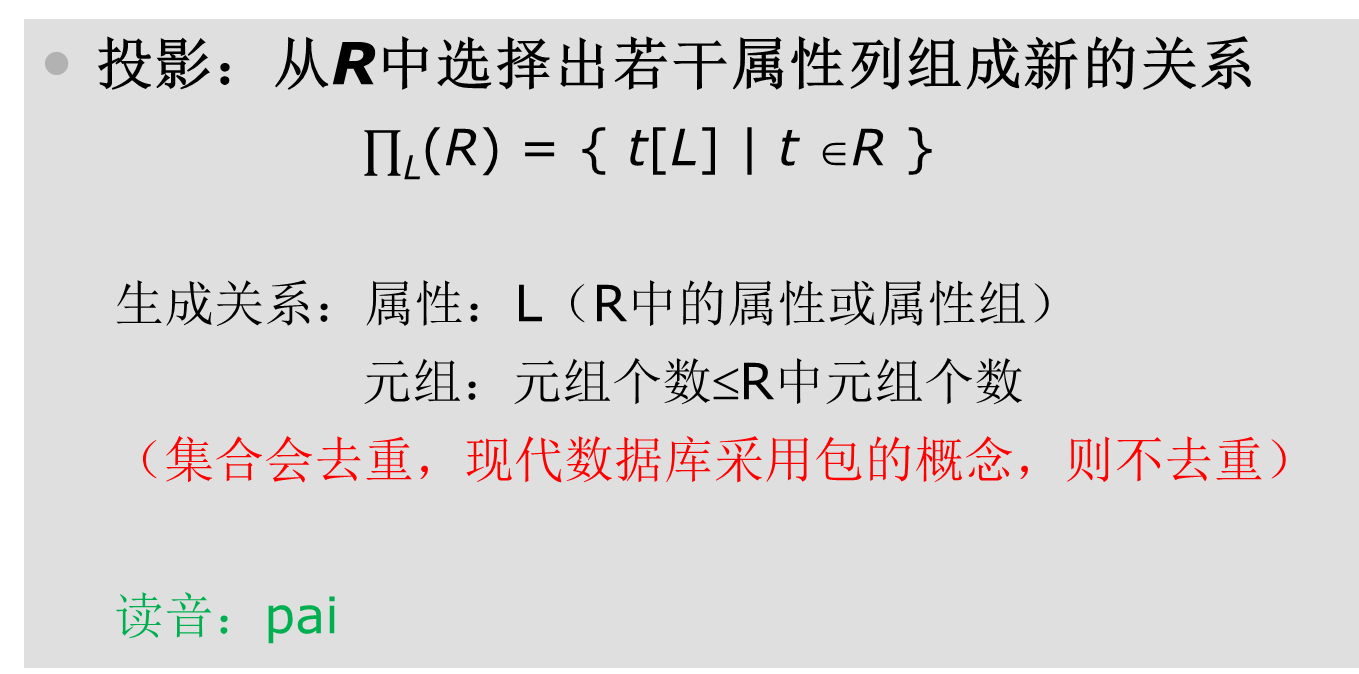 • 投影：从R中选择出若干属性列组成新的关系
∏L(R) = { t[L] | t ∈R }
生成关系：属性：L（R中的属性或属性组）
元组：元组个数≤R中元组个数
（集合会去重，现代数据库采用包的概念，则不去重）
读音：pai